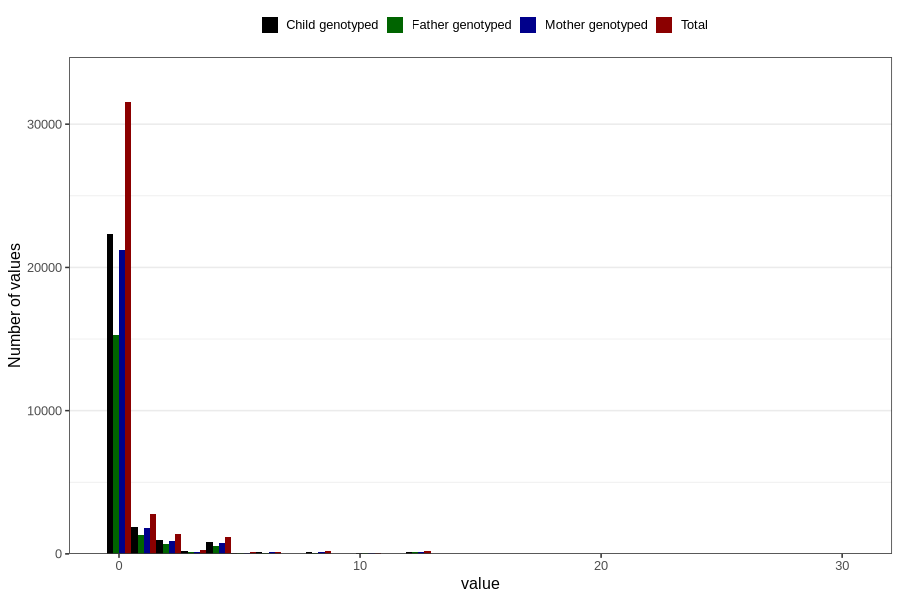 Child genotyped Father genotyped Mother genotyped Total
Number of values
30000
20000
10000
0
0 10 20 30
value